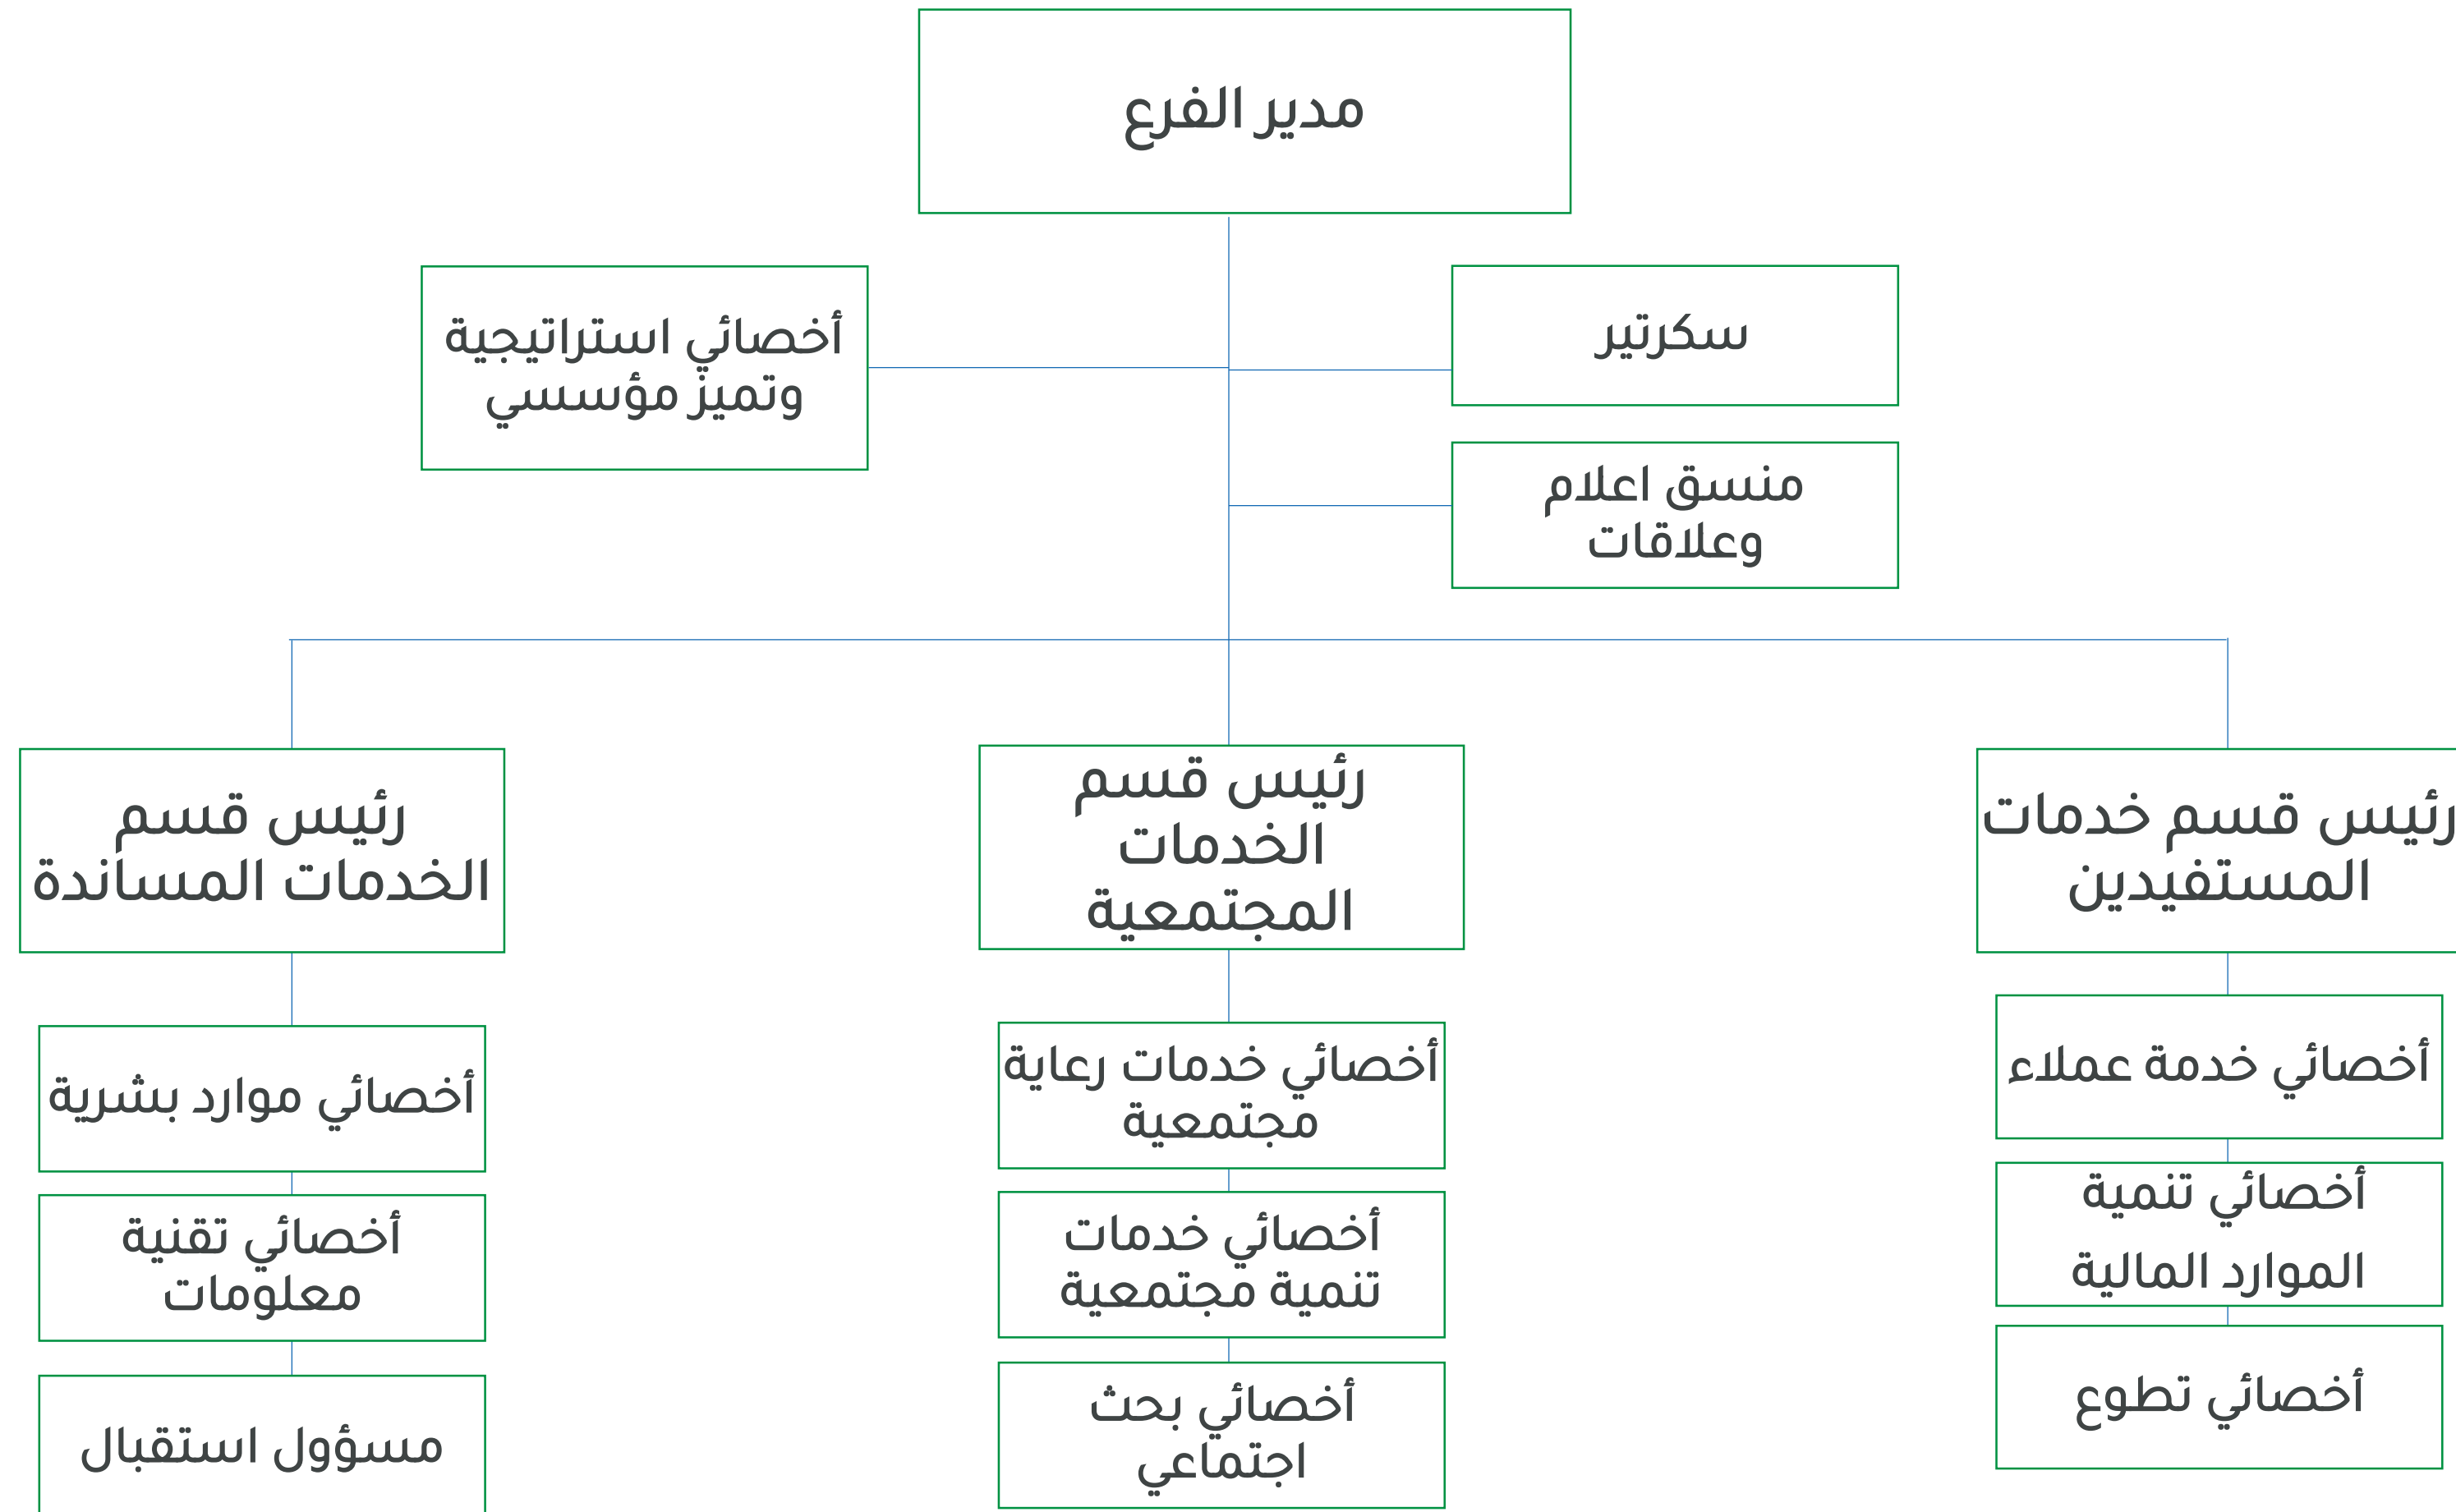 مدير الفرع
سكرتير
أخصائي استراتيجية
وتميز مؤسسي
منسق اعلام
وعلاقات
رئيس قسم خدمات
المستفيدين
رئيس قسم
الخدمات
المجتمعية
رئيس قسم
الخدمات المساندة
أخصائي خدمة عملاء
أخصائي تنمية
الموارد المالية
أخصائي تطوع
أخصائي خدمات رعاية
مجتمعية
أخصائي خدمات
تنمية مجتمعية
أخصائي بحث
اجتماعي
أخصائي موارد بشرية
أخصائي تقنية
معلومات
مسؤول استقبال